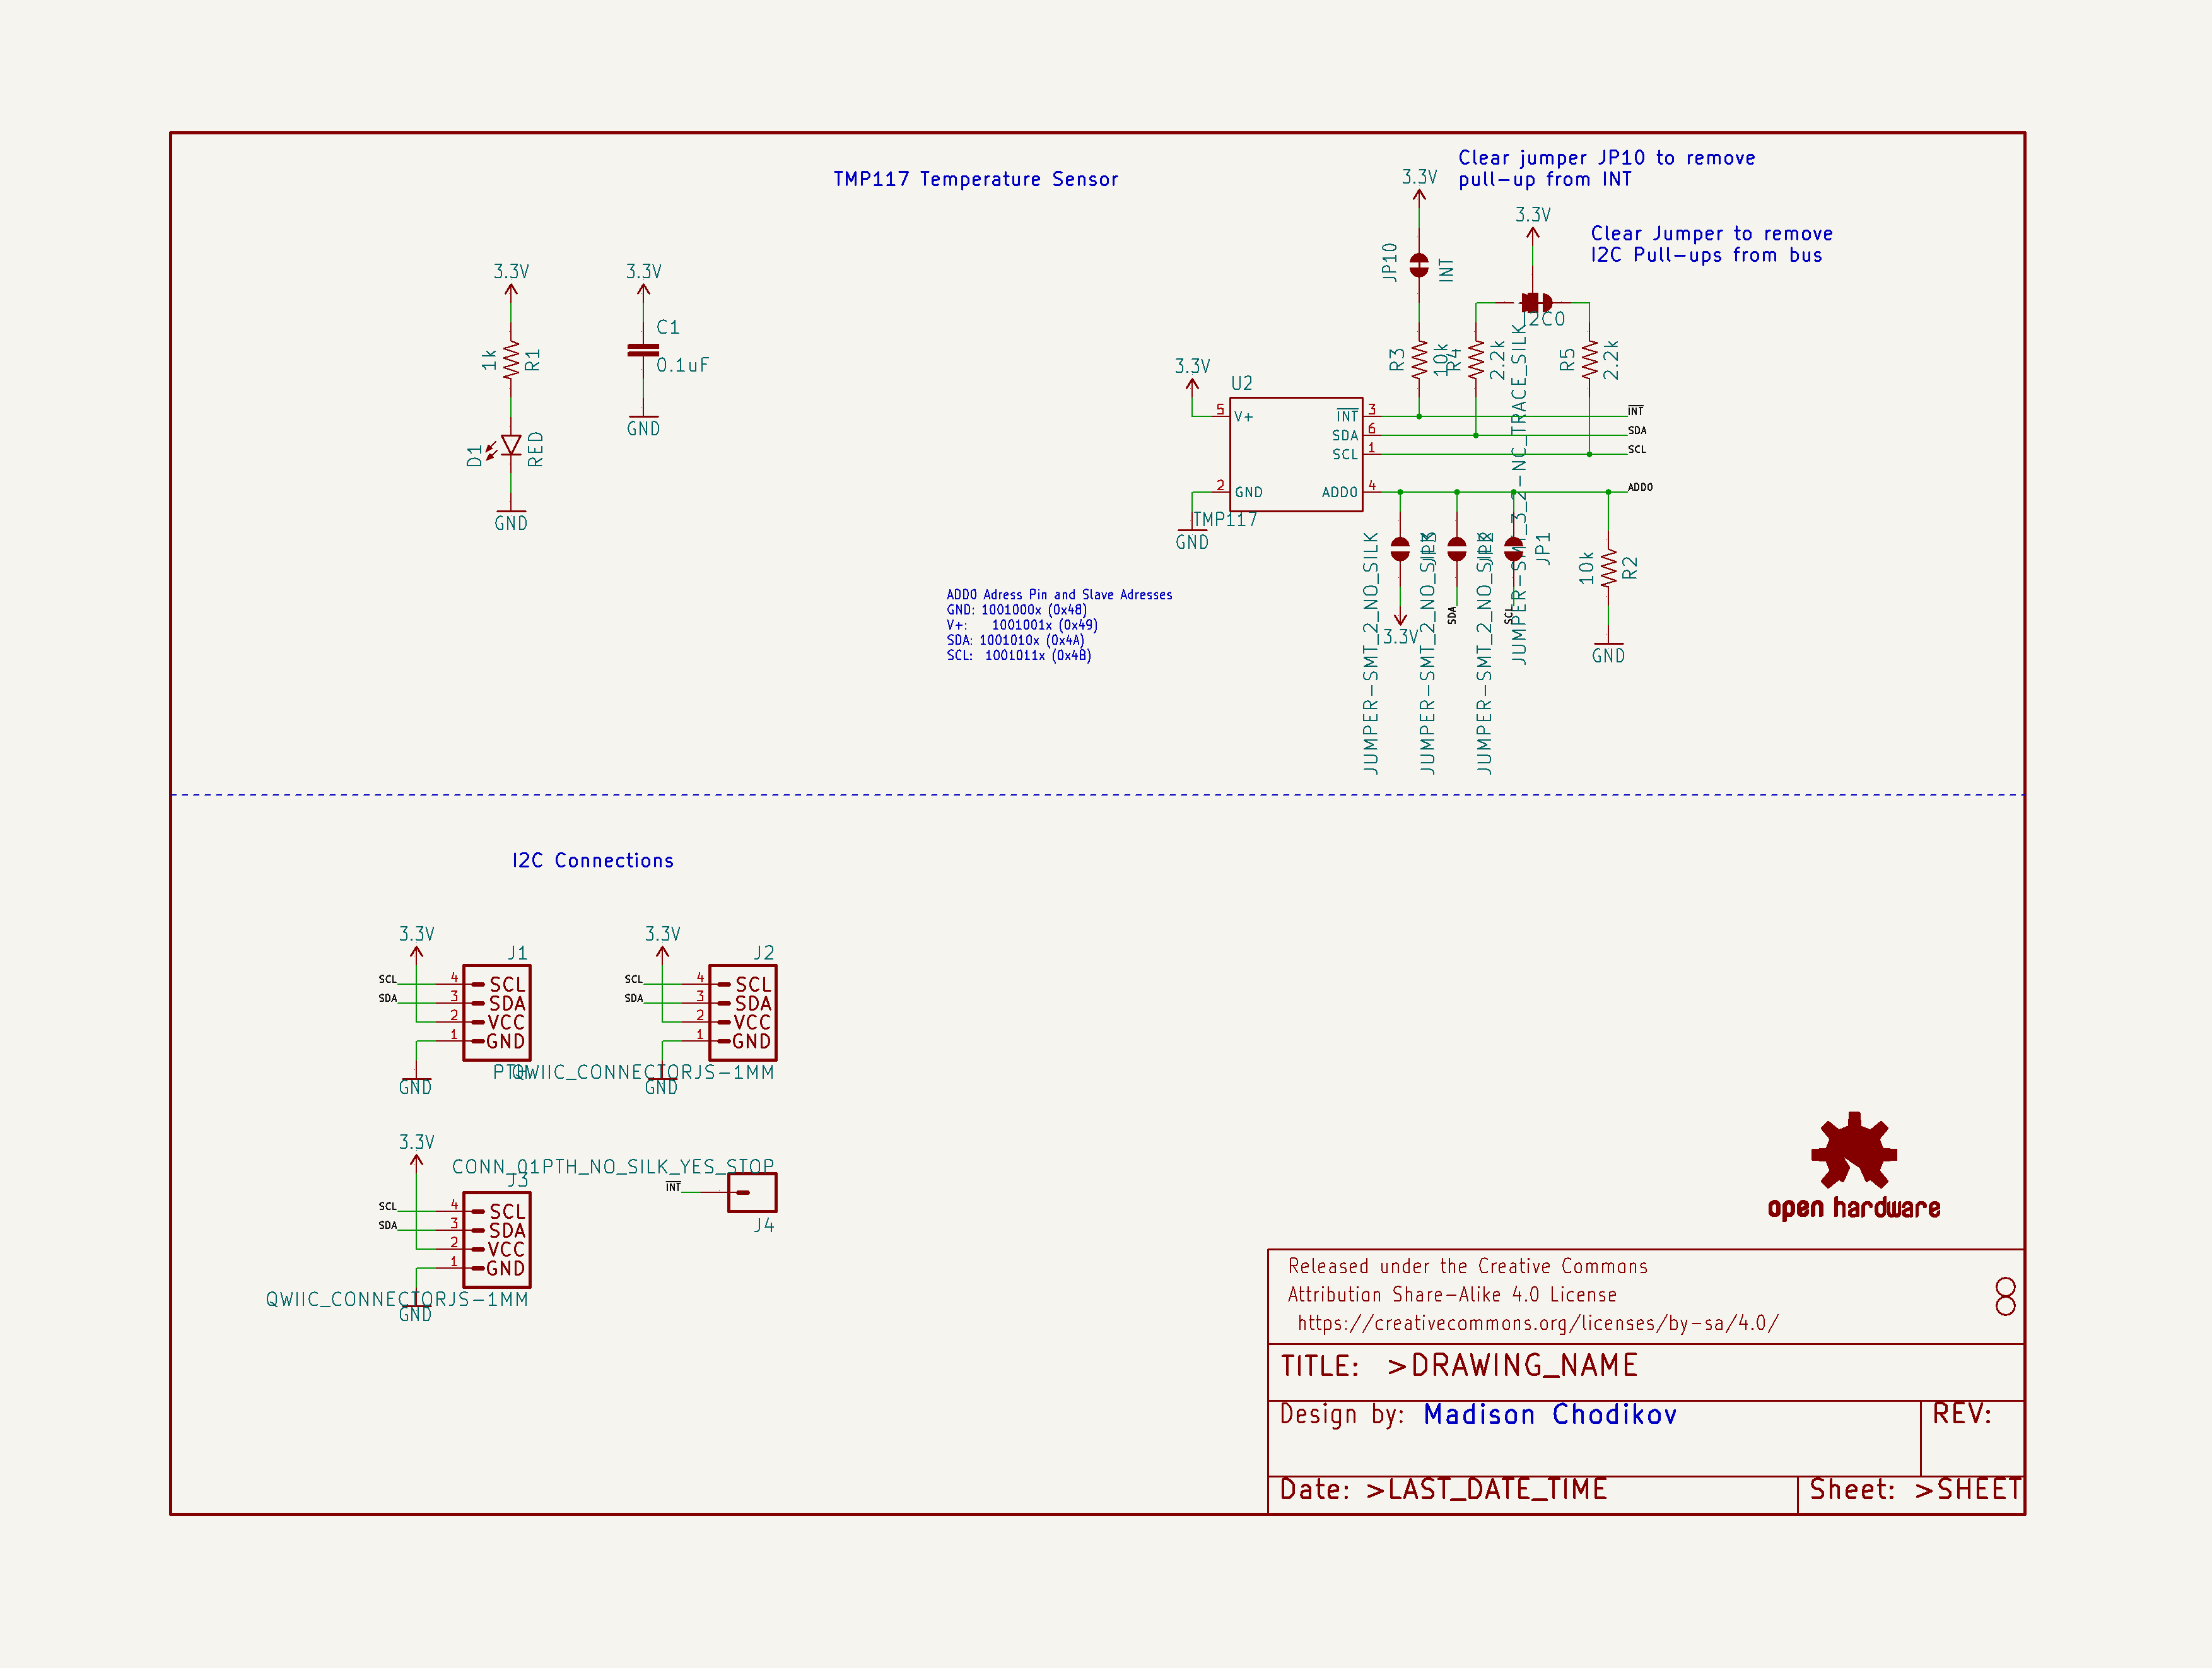 TMP117 Temperature Sensor
Clear jumper JP10 to remove
pull-up from INT
Clear Jumper to remove
I2C Pull-ups from bus
3.3V
3.3V
3.3V
3.3V
JP10
INT
I2C0
C1
0.1uF
GND
1k
R1
D1
RED
GND
R3
10k
R4
2.2k
R5
2.2k
JUMPER-SMT_3_2-NC_TRACE_SILK
3.3V
U2
5 V+
INT 3
SDA 6
SCL 1
2 GND
ADD0 4
TMP117
GND
INT
SDA
SCL
ADD0
JUMPER-SMT_2_NO_SILK
JP3
JUMPER-SMT_2_NO_SILK
JP2
JUMPER-SMT_2_NO_SILK
JP1
10k
R2
3.3V
SDA
SCL
GND
ADD0 Adress Pin and Slave Adresses
GND: 1001000x (0x48)
V+: 1001001x (0x49)
SDA: 1001010x (0x4A)
SCL: 1001011x (0x4B)
I2C Connections
3.3V
J1
SCL 4 SCL
SDA 3 SDA
2 VCC
1 GND
PTH
GND
3.3V
J2
SCL 4 SCL
SDA 3 SDA
2 VCC
1 GND
QWIIC_CONNECTORJS-1MM
GND
3.3V
J3
SCL 4 SCL
SDA 3 SDA
2 VCC
1 GND
QWIIC_CONNECTORJS-1MM
GND
CONN_01PTH_NO_SILK_YES_STOP
INT
J4
open hardware
Released under the Creative Commons
Attribution Share-Alike 4.0 License
https://creativecommons.org/licenses/by-sa/4.0/
8
TITLE: >DRAWING_NAME
Design by: Madison Chodikov
REV:
Date: >LAST_DATE_TIME
Sheet: >SHEET